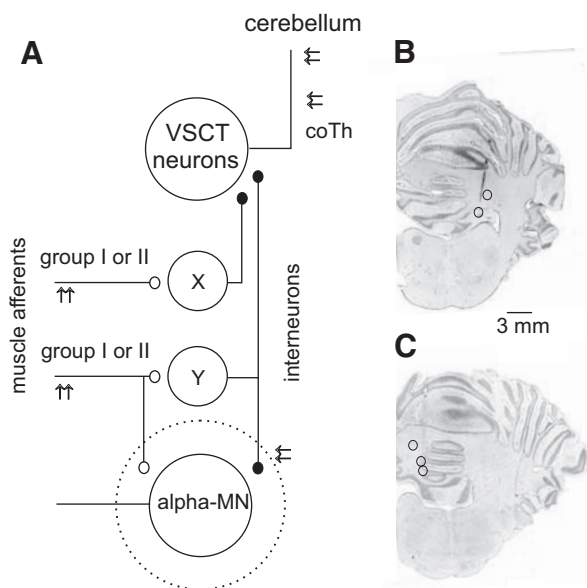 A
cerebellum
VSCT
neurons
coTh
group I or II
X
muscle afferents
interneurons
group I or II
Y
alpha-MN
B
3 mm
C